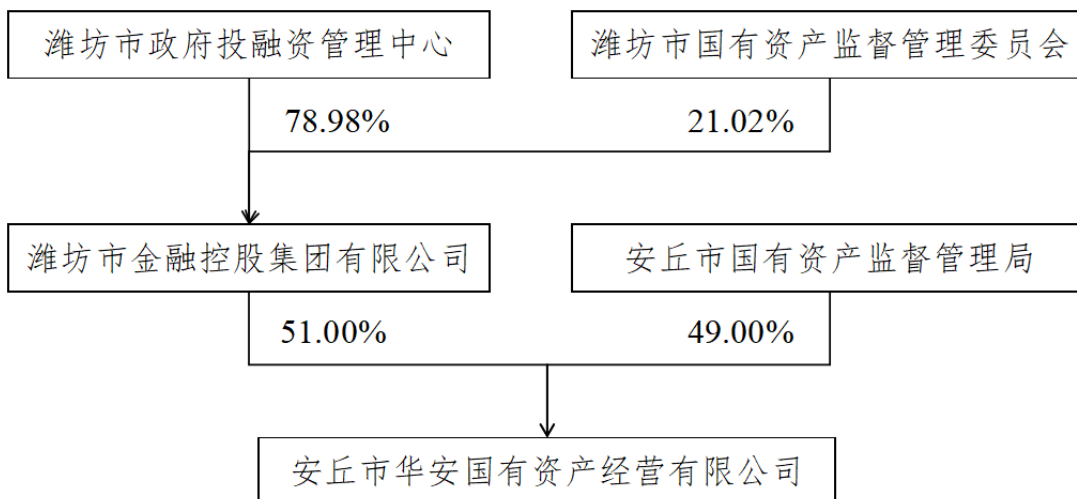 潍坊市政府投融资管理中心
潍坊市国有资产监督管理委员会
78.98%
21.02%
潍坊市金融控股集团有限公司
安丘市国有资产监督管理局
51.00%
49.00%
安丘市华安国有资产经营有限公司